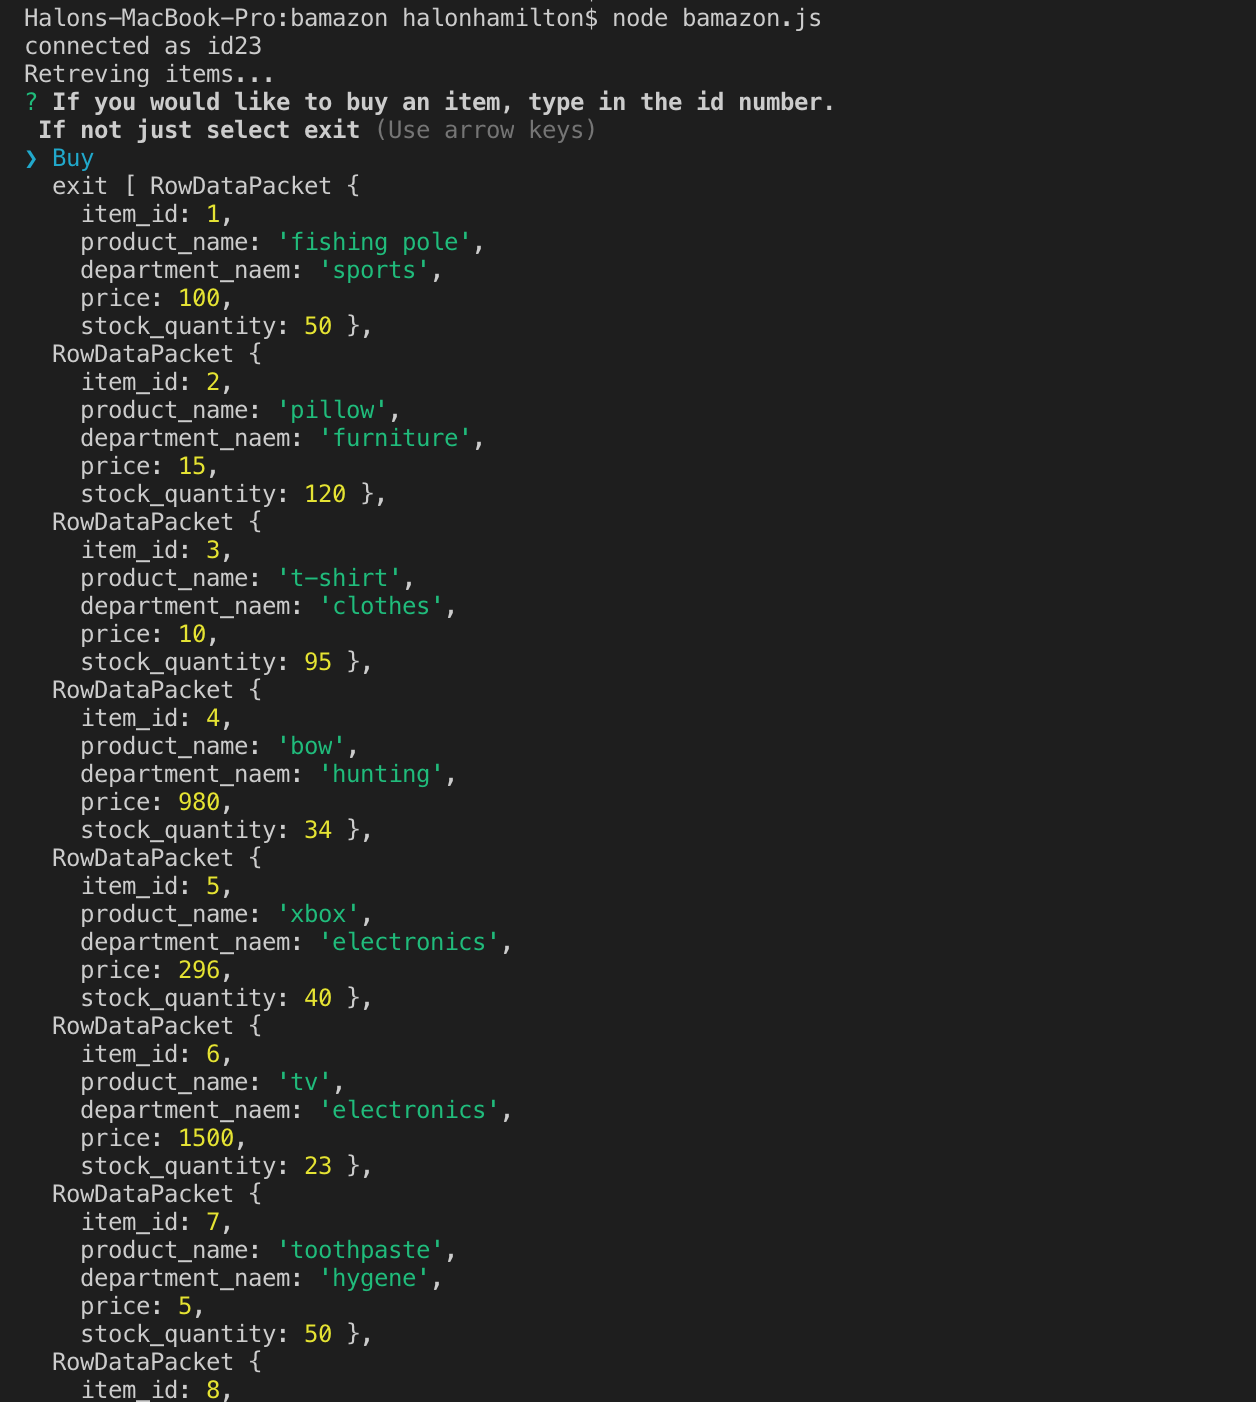 Halons-MacBook-Pro:bamazon halonhamilton$ node bamazon.js
connected as id23
Retreving items...
? If you would like to buy an item, type in the id number.
If not just select exit (Use arrow keys)
❯ Buy
exit [ RowDataPacket {
item_id: 1,
product_name: 'fishing pole',
department_naem: 'sports',
price: 100,
stock_quantity: 50 },
RowDataPacket {
item_id: 2,
product_name: 'pillow',
department_naem: 'furniture',
price: 15,
stock_quantity: 120 },
RowDataPacket {
item_id: 3,
product_name: 't-shirt',
department_naem: 'clothes',
price: 10,
stock_quantity: 95 },
RowDataPacket {
item_id: 4,
product_name: 'bow',
department_naem: 'hunting',
price: 980,
stock_quantity: 34 },
RowDataPacket {
item_id: 5,
product_name: 'xbox',
department_naem: 'electronics',
price: 296,
stock_quantity: 40 },
RowDataPacket {
item_id: 6,
product_name: 'tv',
department_naem: 'electronics',
price: 1500,
stock_quantity: 23 },
RowDataPacket {
item_id: 7,
product_name: 'toothpaste',
department_naem: 'hygene',
price: 5,
stock_quantity: 50 },
RowDataPacket {
item_id: 8,